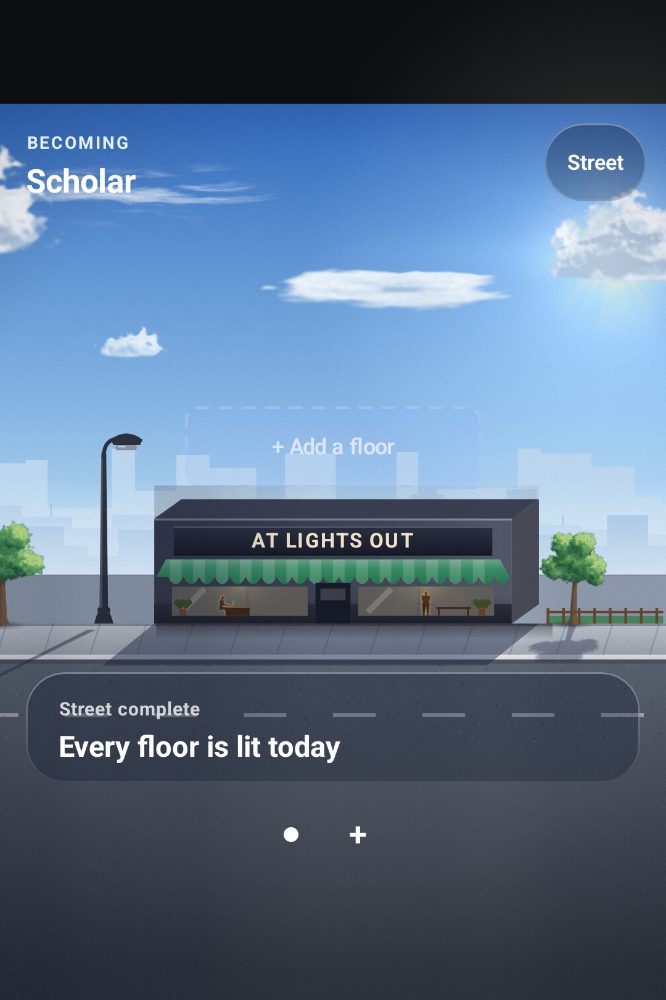 BECOMING
Scholar
Street
+ Add a floor
AT LIGHTS OUT
Street complete
Every floor is lit today
+